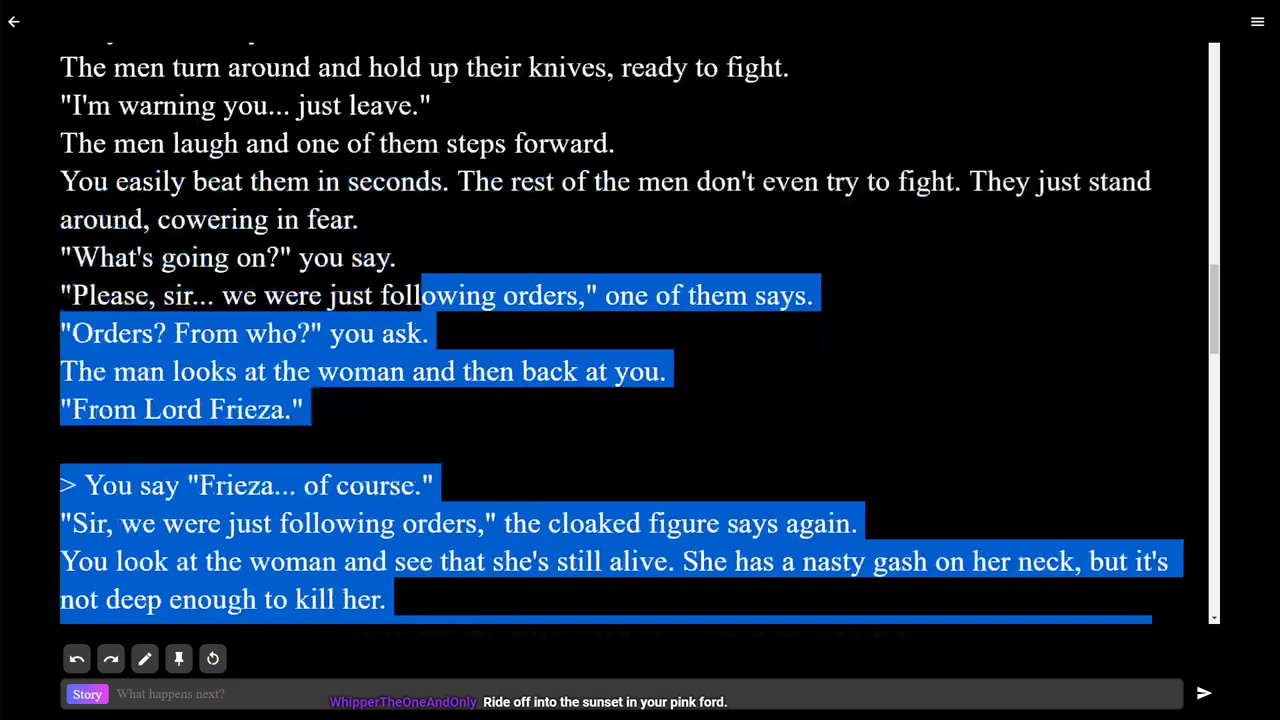 The men turn around and hold up their knives, ready to fight.
"I'm warning you... just leave."
The men laugh and one of them steps forward.
You easily beat them in seconds. The rest of the men don't even try to fight. They just stand
around, cowering in fear.
"What's going on?" you say.
"Please, sir... we were just following orders," one of them says.
"Orders? From who?" you ask.
The man looks at the woman and then back at you.
"From Lord Frieza."
> You say "Frieza... of course."
"Sir, we were just following orders," the cloaked figure says again.
You look at the woman and see that she's still alive. She has a nasty gash on her neck, but it's
not deep enough to kill her.
Story What happens next?
WhipperTheOneAndOnly Ride off into the sunset in your pink ford.